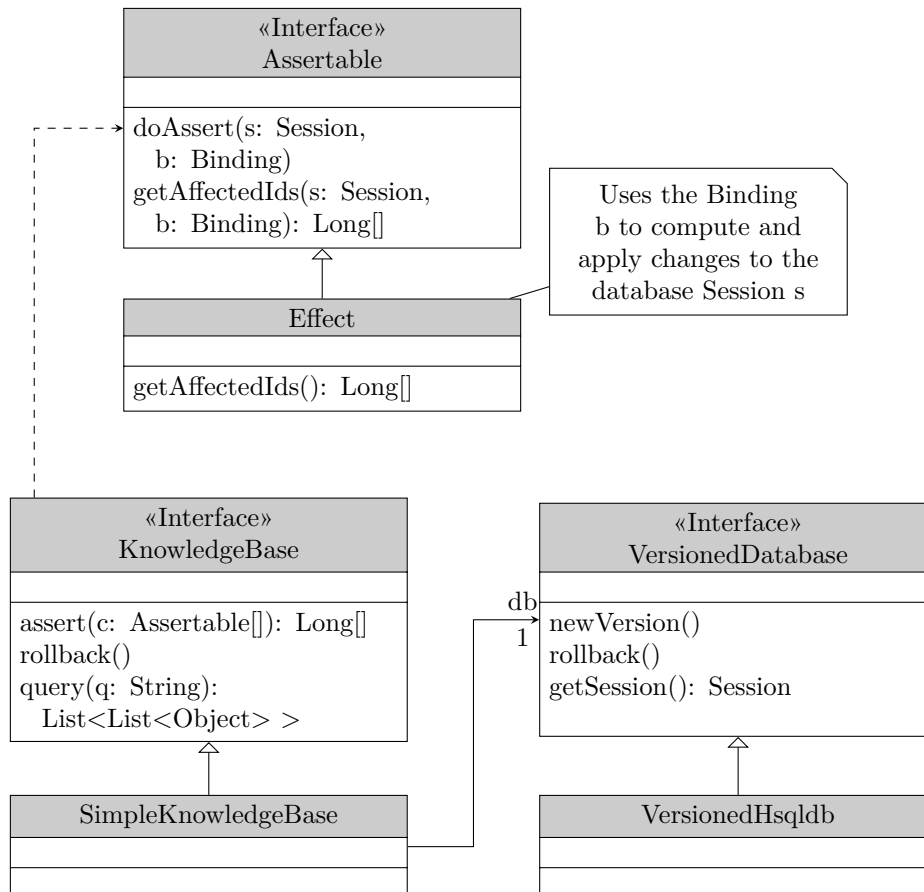 «Interface»
Assertable
doAssert(s: Session,
b: Binding)
getAffectedIds(s: Session,
b: Binding): Long[]
Uses the Binding
b to compute and
apply changes to the
database Session s
Effect
getAffectedIds(): Long[]
«Interface»
KnowledgeBase
assert(c: Assertable[]): Long[]
rollback()
query(q: String):
List<List<Object> >
db
1
«Interface»
VersionedDatabase
newVersion()
rollback()
getSession(): Session
SimpleKnowledgeBase
VersionedHsqldb